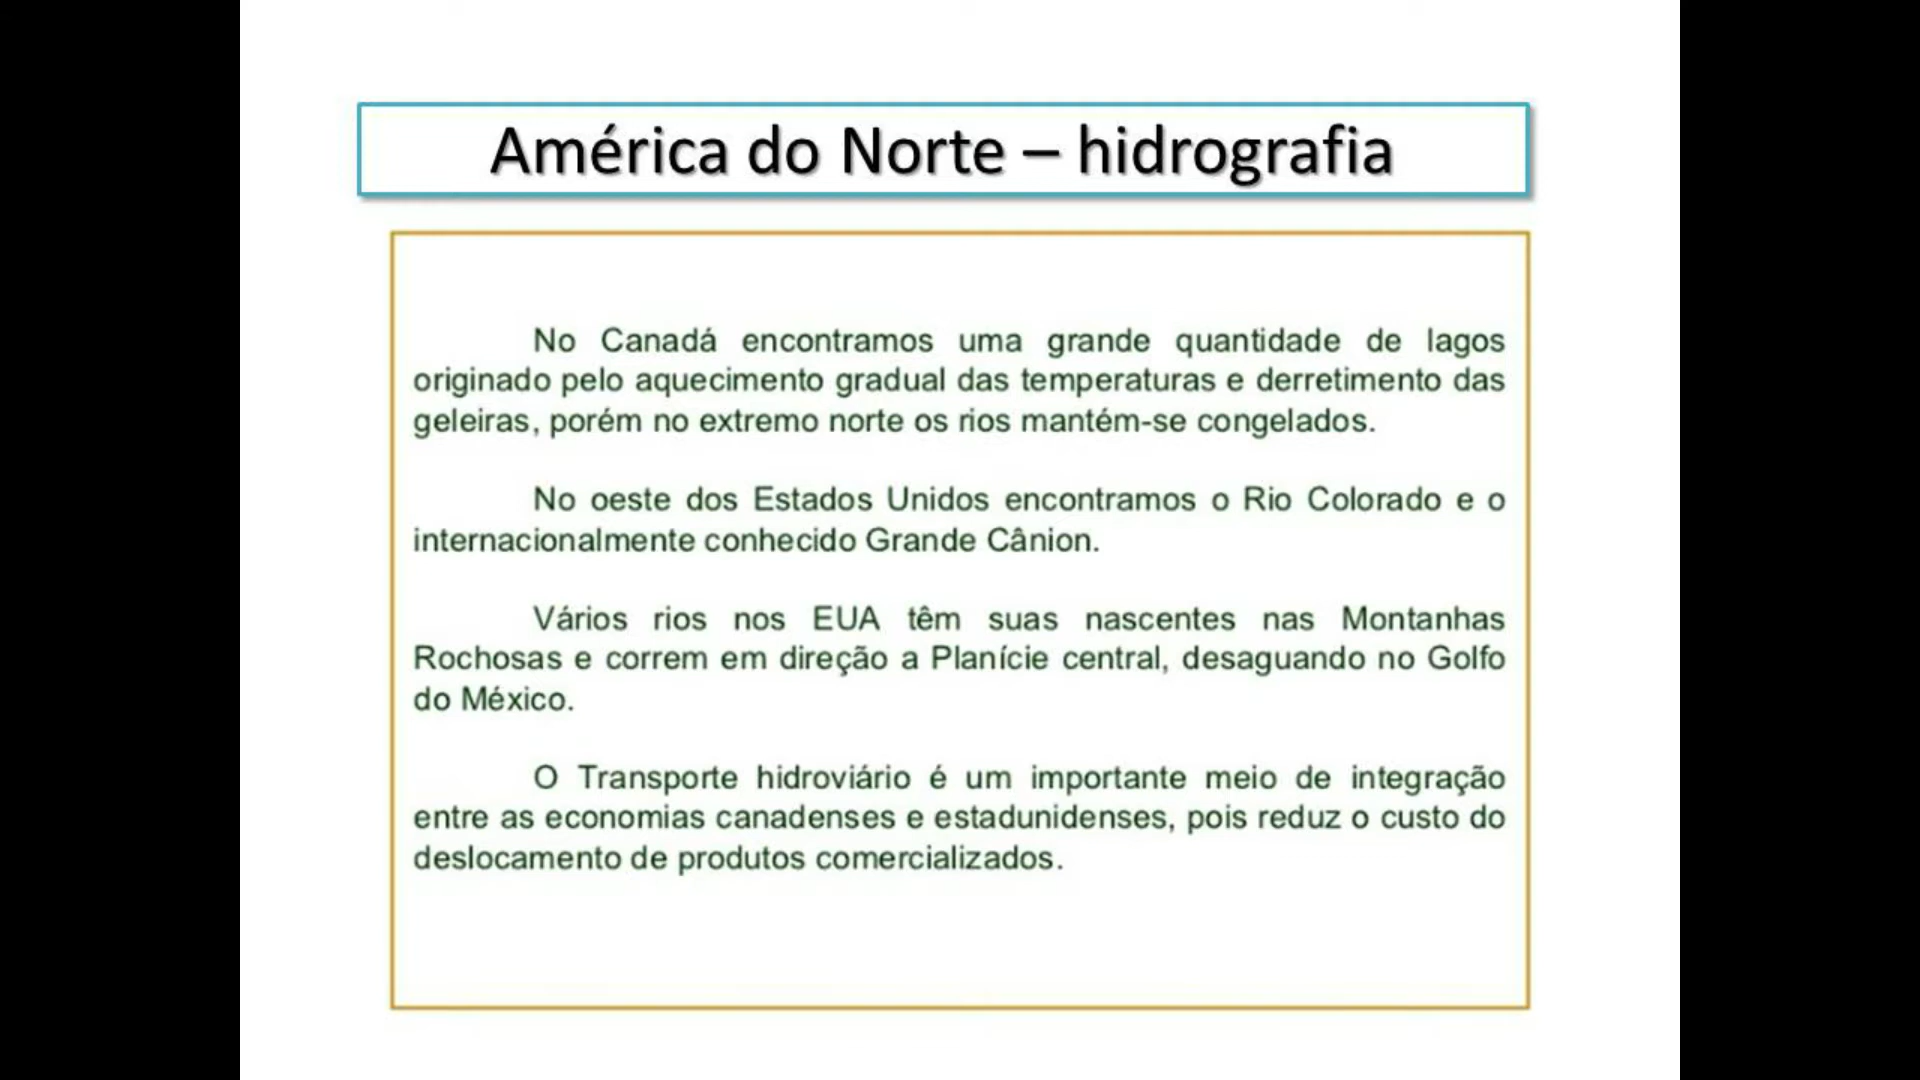 América do Norte – hidrografia
No Canadá encontramos uma grande quantidade de lagos
originado pelo aquecimento gradual das temperaturas e derretimento das
geleiras, porém no extremo norte os rios mantém-se congelados.
No oeste dos Estados Unidos encontramos o Rio Colorado e o
internacionalmente conhecido Grande Cânion.
Vários rios nos EUA têm suas nascentes nas Montanhas
Rochosas e correm em direção a Planície central, desaguando no Golfo
do México.
O Transporte hidroviário é um importante meio de integração
entre as economias canadenses e estadunidenses, pois reduz o custo do
deslocamento de produtos comercializados.